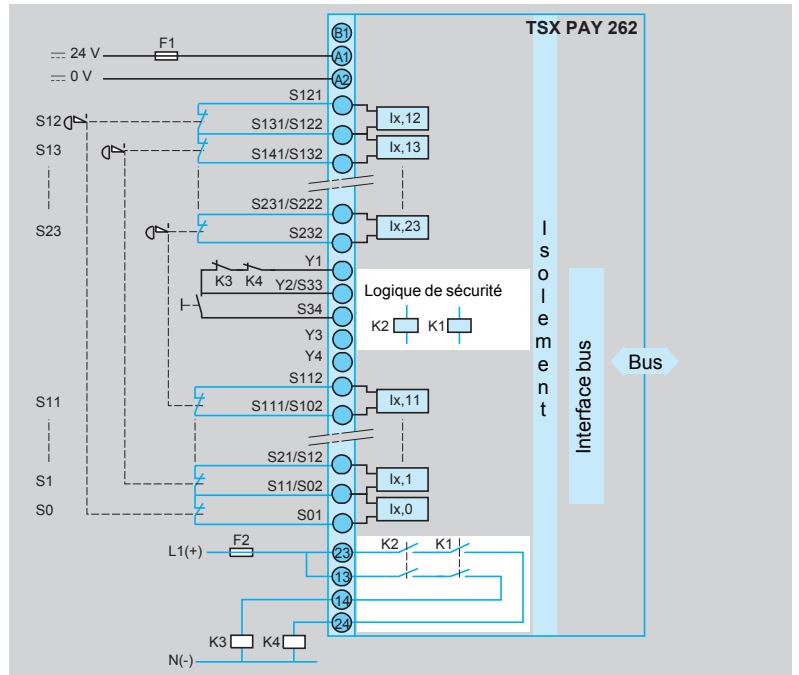 TSX PAY 262
B1
F1
24 V
A1
0 V
A2
S121
S12
Ix,12
S131/S122
S13
Ix,13
S141/S132
S231/S222
S23
Ix,23
S232
Y1
K3 K4
Y2/S33
Logique de sécurité
S34
K2 K1
Y3
Y4
Isolement
Interface bus
Bus
S112
S11
Ix,11
S111/S102
S21/S12
S1
Ix,1
S11/S02
S0
Ix,0
S01
F2
L1(+)
23
K2 K1
13
14
24
K3 K4
N(-)